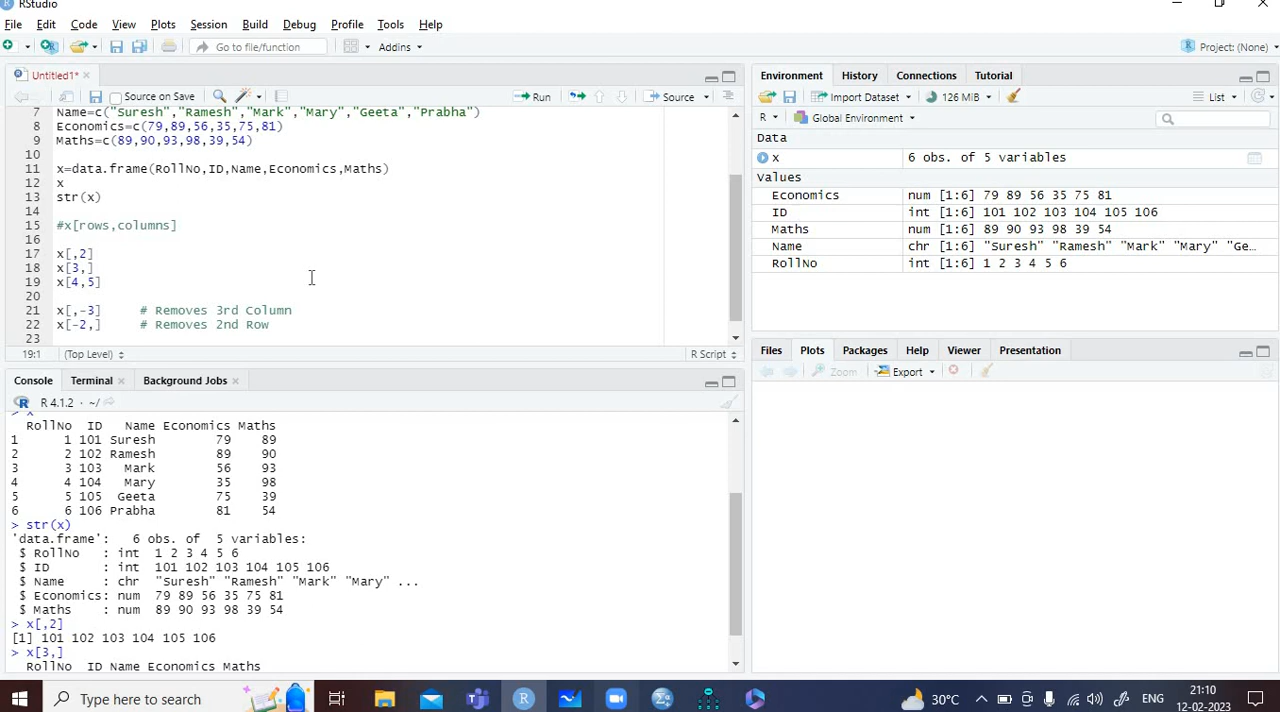 RStudio
File Edit Code View Plots Session Build Debug Profile Tools Help
Go to file/function Addins Project: (None)
Untitled1*
Source on Save Run Source
7 Name=c("Suresh","Ramesh","Mark","Mary","Geeta","Prabha")
8 Economics=c(79,89,56,35,75,81)
9 Maths=c(89,90,93,98,39,54)
10
11 x=data.frame(RollNo,ID,Name,Economics,Maths)
12 x
13 str(x)
14
15 #x[rows,columns]
16
17 x[,2]
18 x[3,]
19 x[4,5]
20
21 x[,-3] # Removes 3rd Column
22 x[-2,] # Removes 2nd Row
23
19:1 (Top Level) R Script
Console Terminal Background Jobs
R 4.1.2 · ~/
> x
RollNo ID Name Economics Maths
1 1 101 Suresh 79 89
2 2 102 Ramesh 89 90
3 3 103 Mark 56 93
4 4 104 Mary 35 98
5 5 105 Geeta 75 39
6 6 106 Prabha 81 54
> str(x)
'data.frame': 6 obs. of 5 variables:
$ RollNo : int 1 2 3 4 5 6
$ ID : int 101 102 103 104 105 106
$ Name : chr "Suresh" "Ramesh" "Mark" "Mary" ...
$ Economics: num 79 89 56 35 75 81
$ Maths : num 89 90 93 98 39 54
> x[,2]
[1] 101 102 103 104 105 106
> x[3,]
RollNo ID Name Economics Maths
Environment History Connections Tutorial
Import Dataset 126 MiB List
R Global Environment
Data
x 6 obs. of 5 variables
Values
Economics num [1:6] 79 89 56 35 75 81
ID int [1:6] 101 102 103 104 105 106
Maths num [1:6] 89 90 93 98 39 54
Name chr [1:6] "Suresh" "Ramesh" "Mark" "Mary" "Ge…
RollNo int [1:6] 1 2 3 4 5 6
Files Plots Packages Help Viewer Presentation
Zoom Export
Type here to search
30°C ENG 21:10
12-02-2023